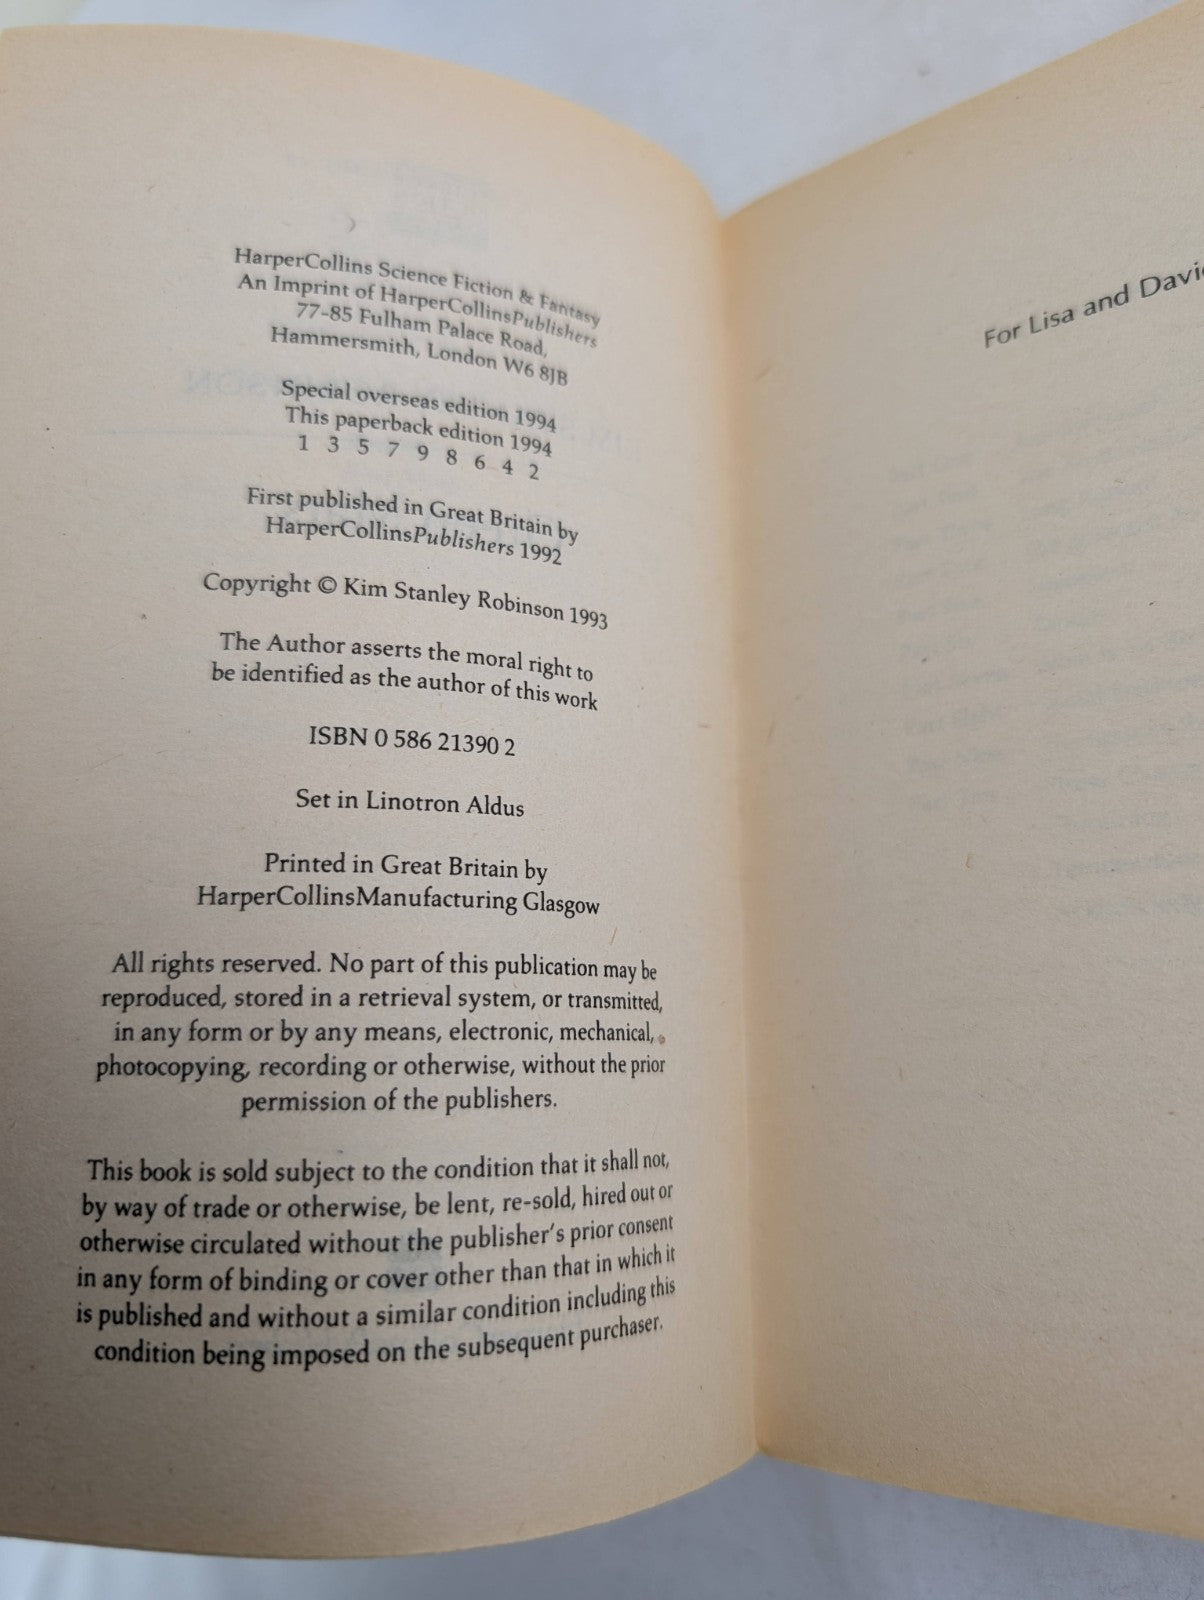 HarperCollins Science Fiction & Fantasy
An Imprint of HarperCollinsPublishers
77–85 Fulham Palace Road,
Hammersmith, London W6 8JB
Special overseas edition 1994
This paperback edition 1994
1 3 5 7 9 8 6 4 2
First published in Great Britain by
HarperCollinsPublishers 1992
Copyright © Kim Stanley Robinson 1993
The Author asserts the moral right to
be identified as the author of this work
ISBN 0 586 21390 2
Set in Linotron Aldus
Printed in Great Britain by
HarperCollinsManufacturing Glasgow
All rights reserved. No part of this publication may be
reproduced, stored in a retrieval system, or transmitted,
in any form or by any means, electronic, mechanical,
photocopying, recording or otherwise, without the prior
permission of the publishers.
This book is sold subject to the condition that it shall not,
by way of trade or otherwise, be lent, re-sold, hired out or
otherwise circulated without the publisher's prior consent
in any form of binding or cover other than that in which it
is published and without a similar condition including this
condition being imposed on the subsequent purchaser.
For Lisa and Davi